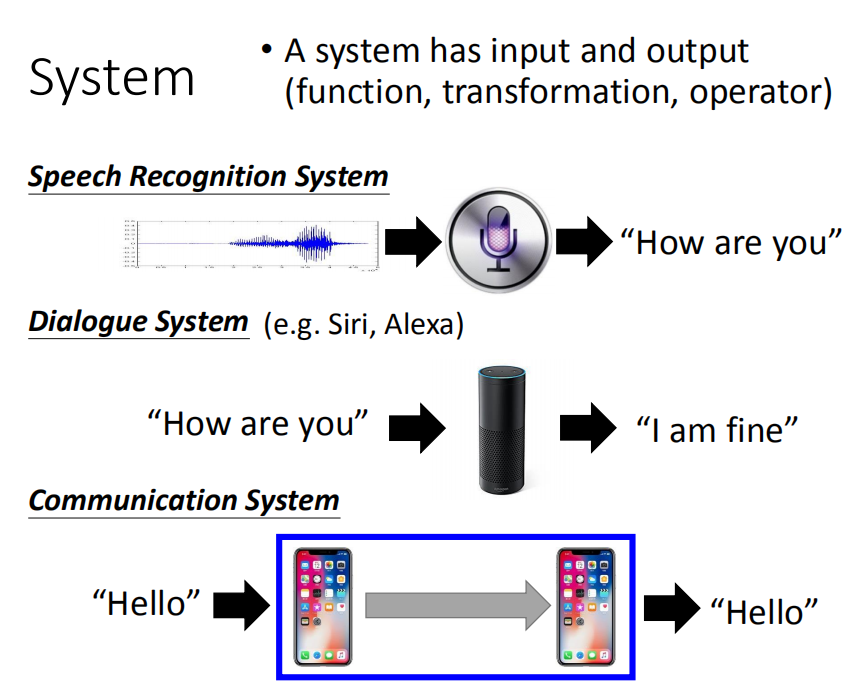 System
• A system has input and output
(function, transformation, operator)
Speech Recognition System
“How are you”
Dialogue System (e.g. Siri, Alexa)
“How are you”
“I am fine”
Communication System
“Hello”
“Hello”